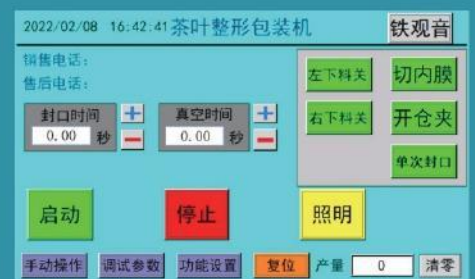 2022/02/08 16:42:41 茶叶整形包装机 铁观音
销售电话:
售后电话:
左下料关 切内膜
封口时间 + 真空时间 +
右下料关 开仓夹
0.00 秒 - 0.00 秒 -
单次封口
启动 停止 照明
手动操作 调试参数 功能设置 复位 产量 0 清零